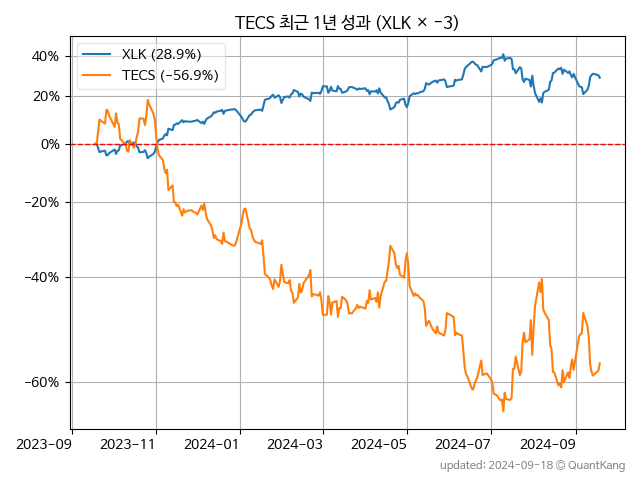 TECS 최근 1년 성과 (XLK × -3)
XLK (28.9%)
TECS (−56.9%)
40%
20%
0%
−20%
−40%
−60%
2023-09 2023-11 2024-01 2024-03 2024-05 2024-07 2024-09
updated: 2024-09-18 © QuantKang